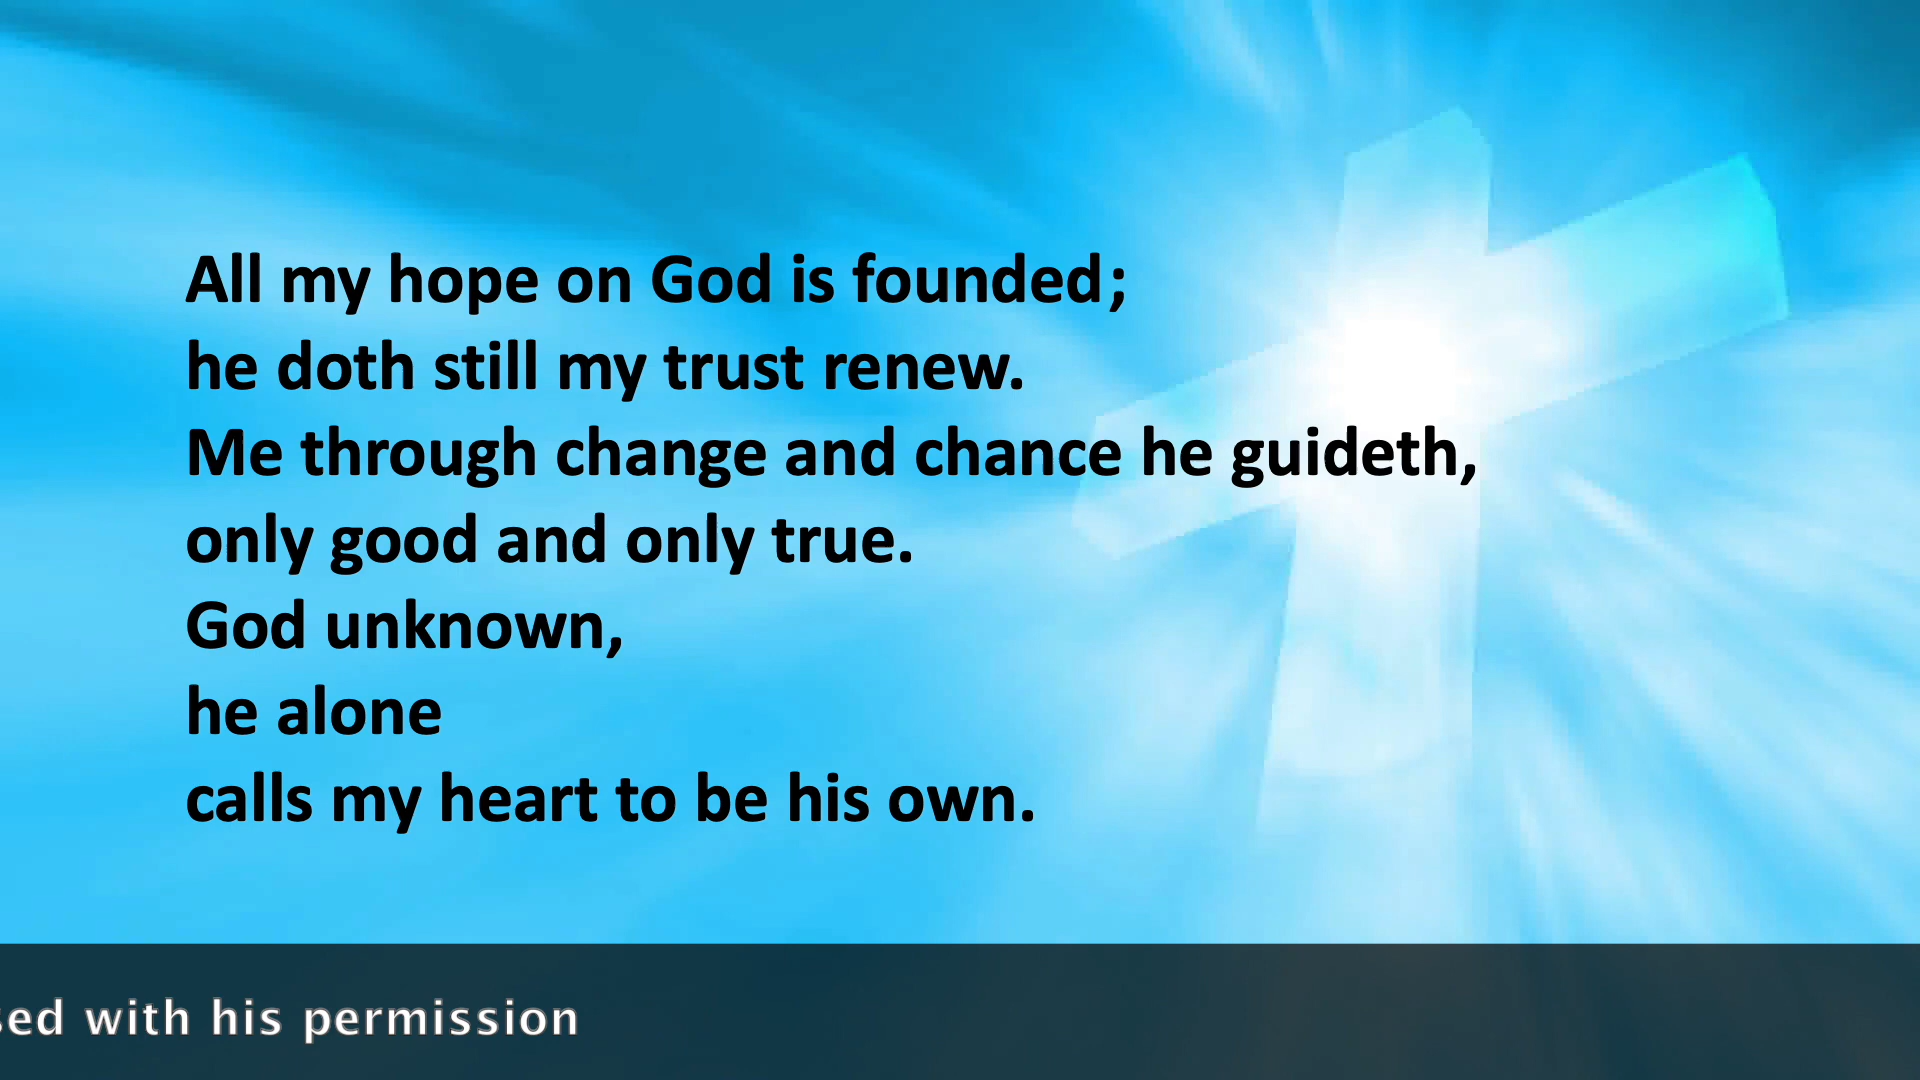 All my hope on God is founded;
he doth still my trust renew.
Me through change and chance he guideth,
only good and only true.
God unknown,
he alone
calls my heart to be his own.
with his permission